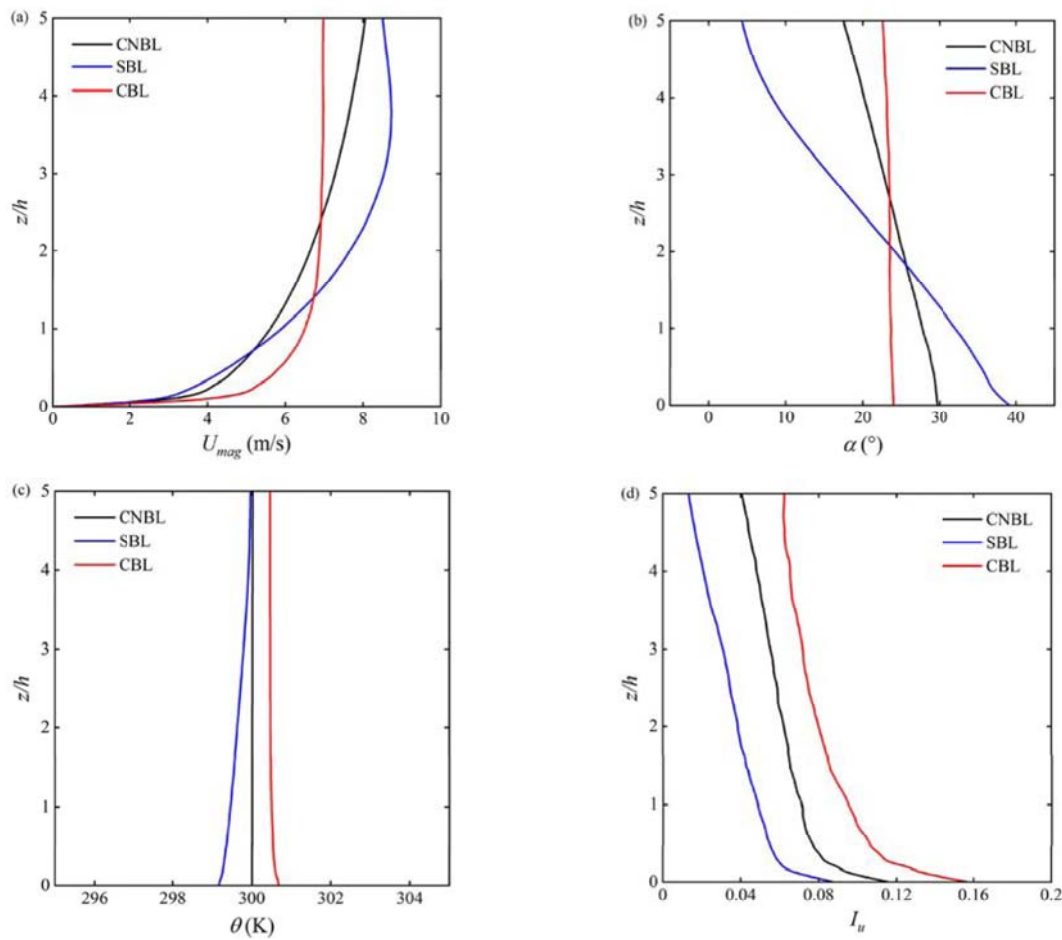 (a)
5
4
3
2
1
0
z/h
CNBL
SBL
CBL
0 2 4 6 8 10
U_mag (m/s)
(b)
5
4
3
2
1
0
z/h
CNBL
SBL
CBL
0 10 20 30 40
α (°)
(c)
5
4
3
2
1
0
z/h
CNBL
SBL
CBL
296 298 300 302 304
θ (K)
(d)
5
4
3
2
1
0
z/h
CNBL
SBL
CBL
0 0.04 0.08 0.12 0.16 0.2
I_u